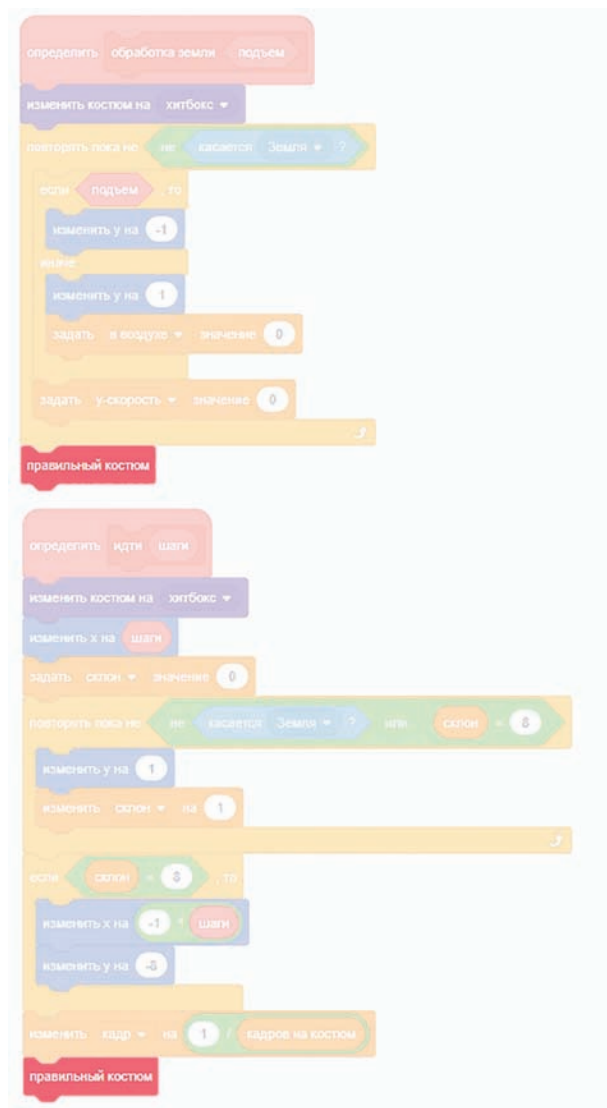 определить обработка земли подъем
изменить костюм на хитбокс
повторять пока не не касается Земля ?
если подъем , то
изменить y на -1
иначе
изменить y на 1
задать в воздухе значение 0
задать y-скорость значение 0
правильный костюм
определить идти шаги
изменить костюм на хитбокс
изменить x на шаги
задать склон значение 0
повторять пока не не касается Земля ? или склон = 8
изменить y на 1
изменить склон на 1
если склон = 8 , то
изменить x на -1 * шаги
изменить y на -8
изменить кадр на 1 / кадров на костюм
правильный костюм